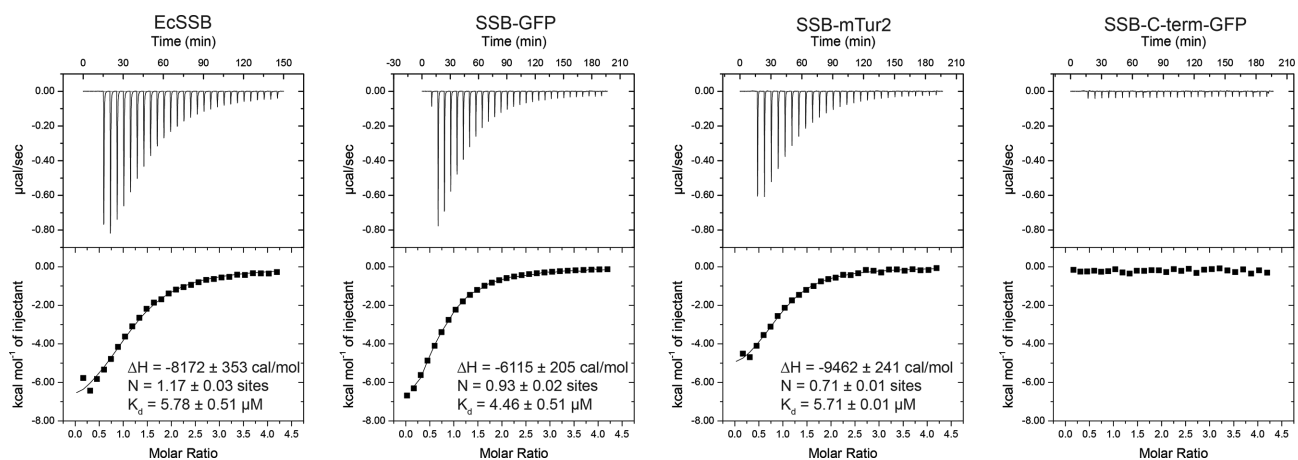 EcSSB
Time (min)
0 30 60 90 120 150
0.00
-0.20
-0.40
-0.60
-0.80
µcal/sec
0.00
-2.00
-4.00
-6.00
-8.00
kcal mol-1 of injectant
ΔH = -8172 ± 353 cal/mol
N = 1.17 ± 0.03 sites
Kd = 5.78 ± 0.51 µM
0.0 0.5 1.0 1.5 2.0 2.5 3.0 3.5 4.0 4.5
Molar Ratio
SSB-GFP
Time (min)
-30 0 30 60 90 120 150 180 210
0.00
-0.20
-0.40
-0.60
-0.80
µcal/sec
0.00
-2.00
-4.00
-6.00
-8.00
kcal mol-1 of injectant
ΔH = -6115 ± 205 cal/mol
N = 0.93 ± 0.02 sites
Kd = 4.46 ± 0.51 µM
0.0 0.5 1.0 1.5 2.0 2.5 3.0 3.5 4.0 4.5
Molar Ratio
SSB-mTur2
Time (min)
0 30 60 90 120 150 180 210
0.00
-0.20
-0.40
-0.60
-0.80
µcal/sec
0.00
-2.00
-4.00
-6.00
-8.00
kcal mol-1 of injectant
ΔH = -9462 ± 241 cal/mol
N = 0.71 ± 0.01 sites
Kd = 5.71 ± 0.01 µM
0.0 0.5 1.0 1.5 2.0 2.5 3.0 3.5 4.0 4.5
Molar Ratio
SSB-C-term-GFP
Time (min)
0 30 60 90 120 150 180 210
0.00
-0.20
-0.40
-0.60
-0.80
µcal/sec
0.00
-2.00
-4.00
-6.00
-8.00
kcal mol-1 of injectant
0.0 0.5 1.0 1.5 2.0 2.5 3.0 3.5 4.0 4.5
Molar Ratio